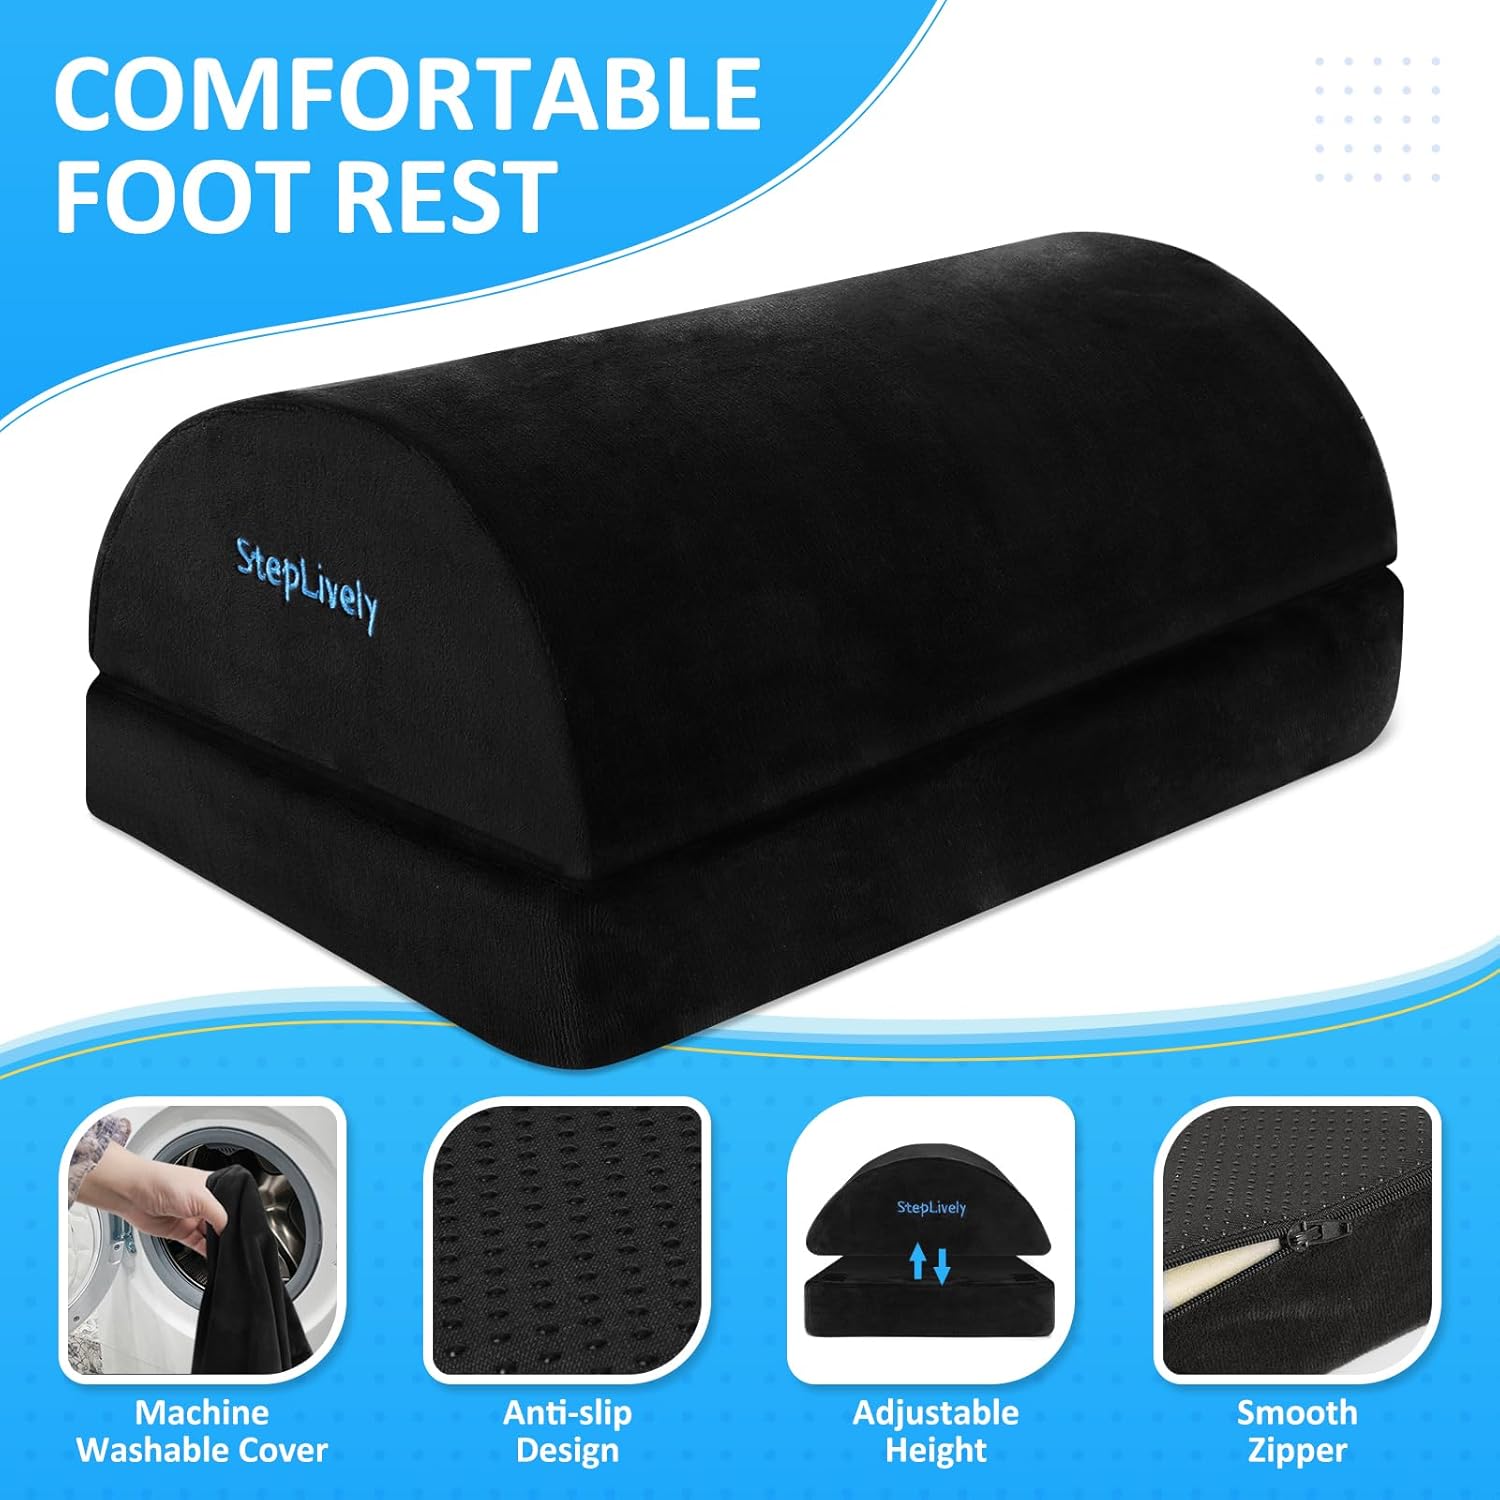 COMFORTABLE
FOOT REST
StepLively
StepLively
Machine
Washable Cover
Anti-slip
Design
Adjustable
Height
Smooth
Zipper